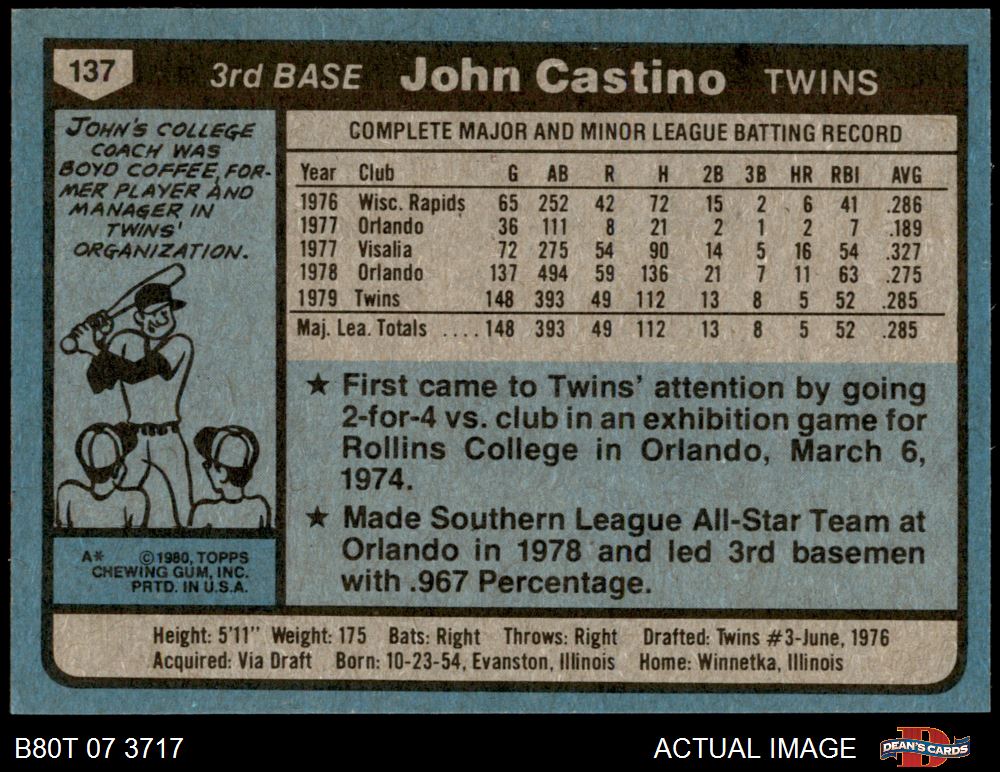 137 3rd BASE John Castino TWINS
JOHN'S COLLEGE
COACH WAS
BOYD COFFEE, FOR-
MER PLAYER AND
MANAGER IN
TWINS'
ORGANIZATION.
COMPLETE MAJOR AND MINOR LEAGUE BATTING RECORD
Year Club G AB R H 2B 3B HR RBI AVG
1976 Wisc. Rapids 65 252 42 72 15 2 6 41 .286
1977 Orlando 36 111 8 21 2 1 2 7 .189
1977 Visalia 72 275 54 90 14 5 16 54 .327
1978 Orlando 137 494 59 136 21 7 11 63 .275
1979 Twins 148 393 49 112 13 8 5 52 .285
Maj. Lea. Totals .... 148 393 49 112 13 8 5 52 .285
★ First came to Twins' attention by going
2-for-4 vs. club in an exhibition game for
Rollins College in Orlando, March 6,
1974.
★ Made Southern League All-Star Team at
Orlando in 1978 and led 3rd basemen
with .967 Percentage.
A* ©1980, TOPPS
CHEWING GUM, INC.
PRTD. IN U.S.A.
Height: 5'11" Weight: 175 Bats: Right Throws: Right Drafted: Twins #3-June, 1976
Acquired: Via Draft Born: 10-23-54, Evanston, Illinois Home: Winnetka, Illinois
B80T 07 3717 ACTUAL IMAGE DEAN'S CARDS